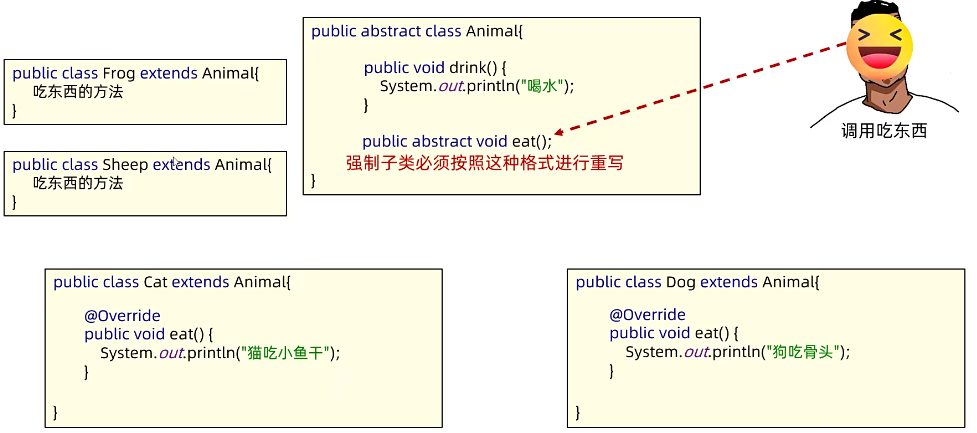 public class Frog extends Animal{
吃东西的方法
}
public class Sheep extends Animal{
吃东西的方法
}
public abstract class Animal{
public void drink() {
System.out.println("喝水");
}
public abstract void eat();
强制子类必须按照这种格式进行重写
}
调用吃东西
public class Cat extends Animal{
@Override
public void eat() {
System.out.println("猫吃小鱼干");
}
}
public class Dog extends Animal{
@Override
public void eat() {
System.out.println("狗吃骨头");
}
}